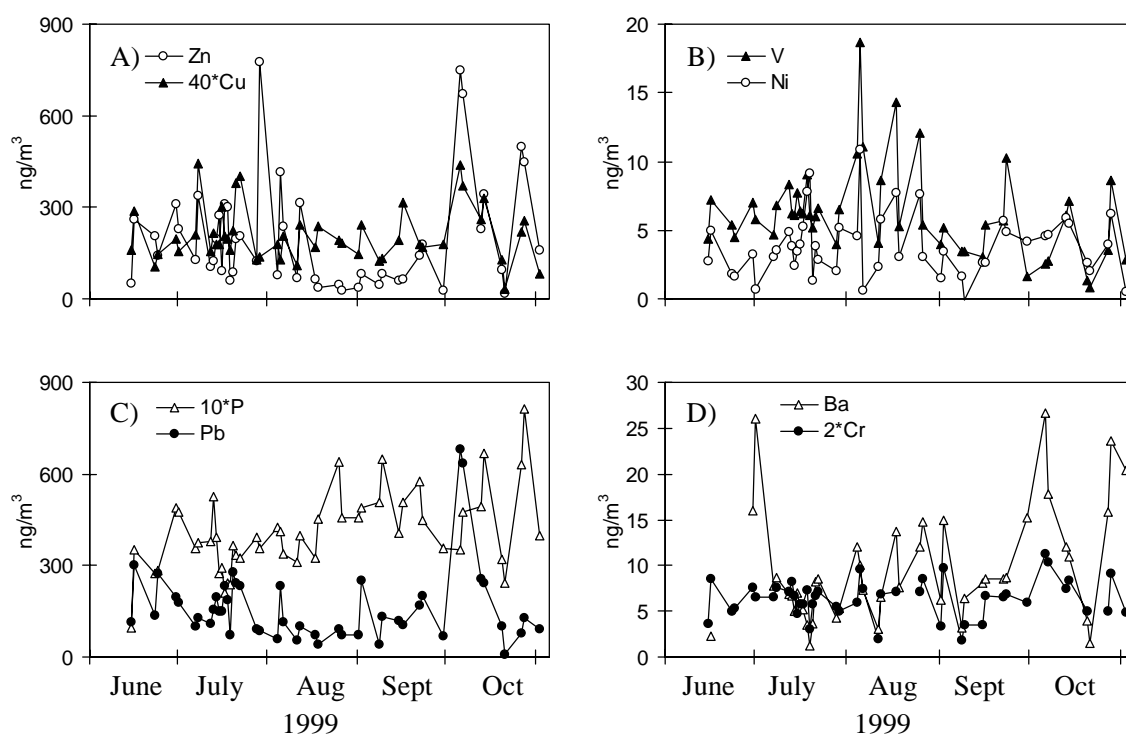 900
600
300
0
ng/m³
A)
Zn
40*Cu
20
15
10
5
0
ng/m³
B)
V
Ni
900
600
300
0
ng/m³
C)
10*P
Pb
June July Aug Sept Oct
1999
30
25
20
15
10
5
0
ng/m³
D)
Ba
2*Cr
June July Aug Sept Oct
1999